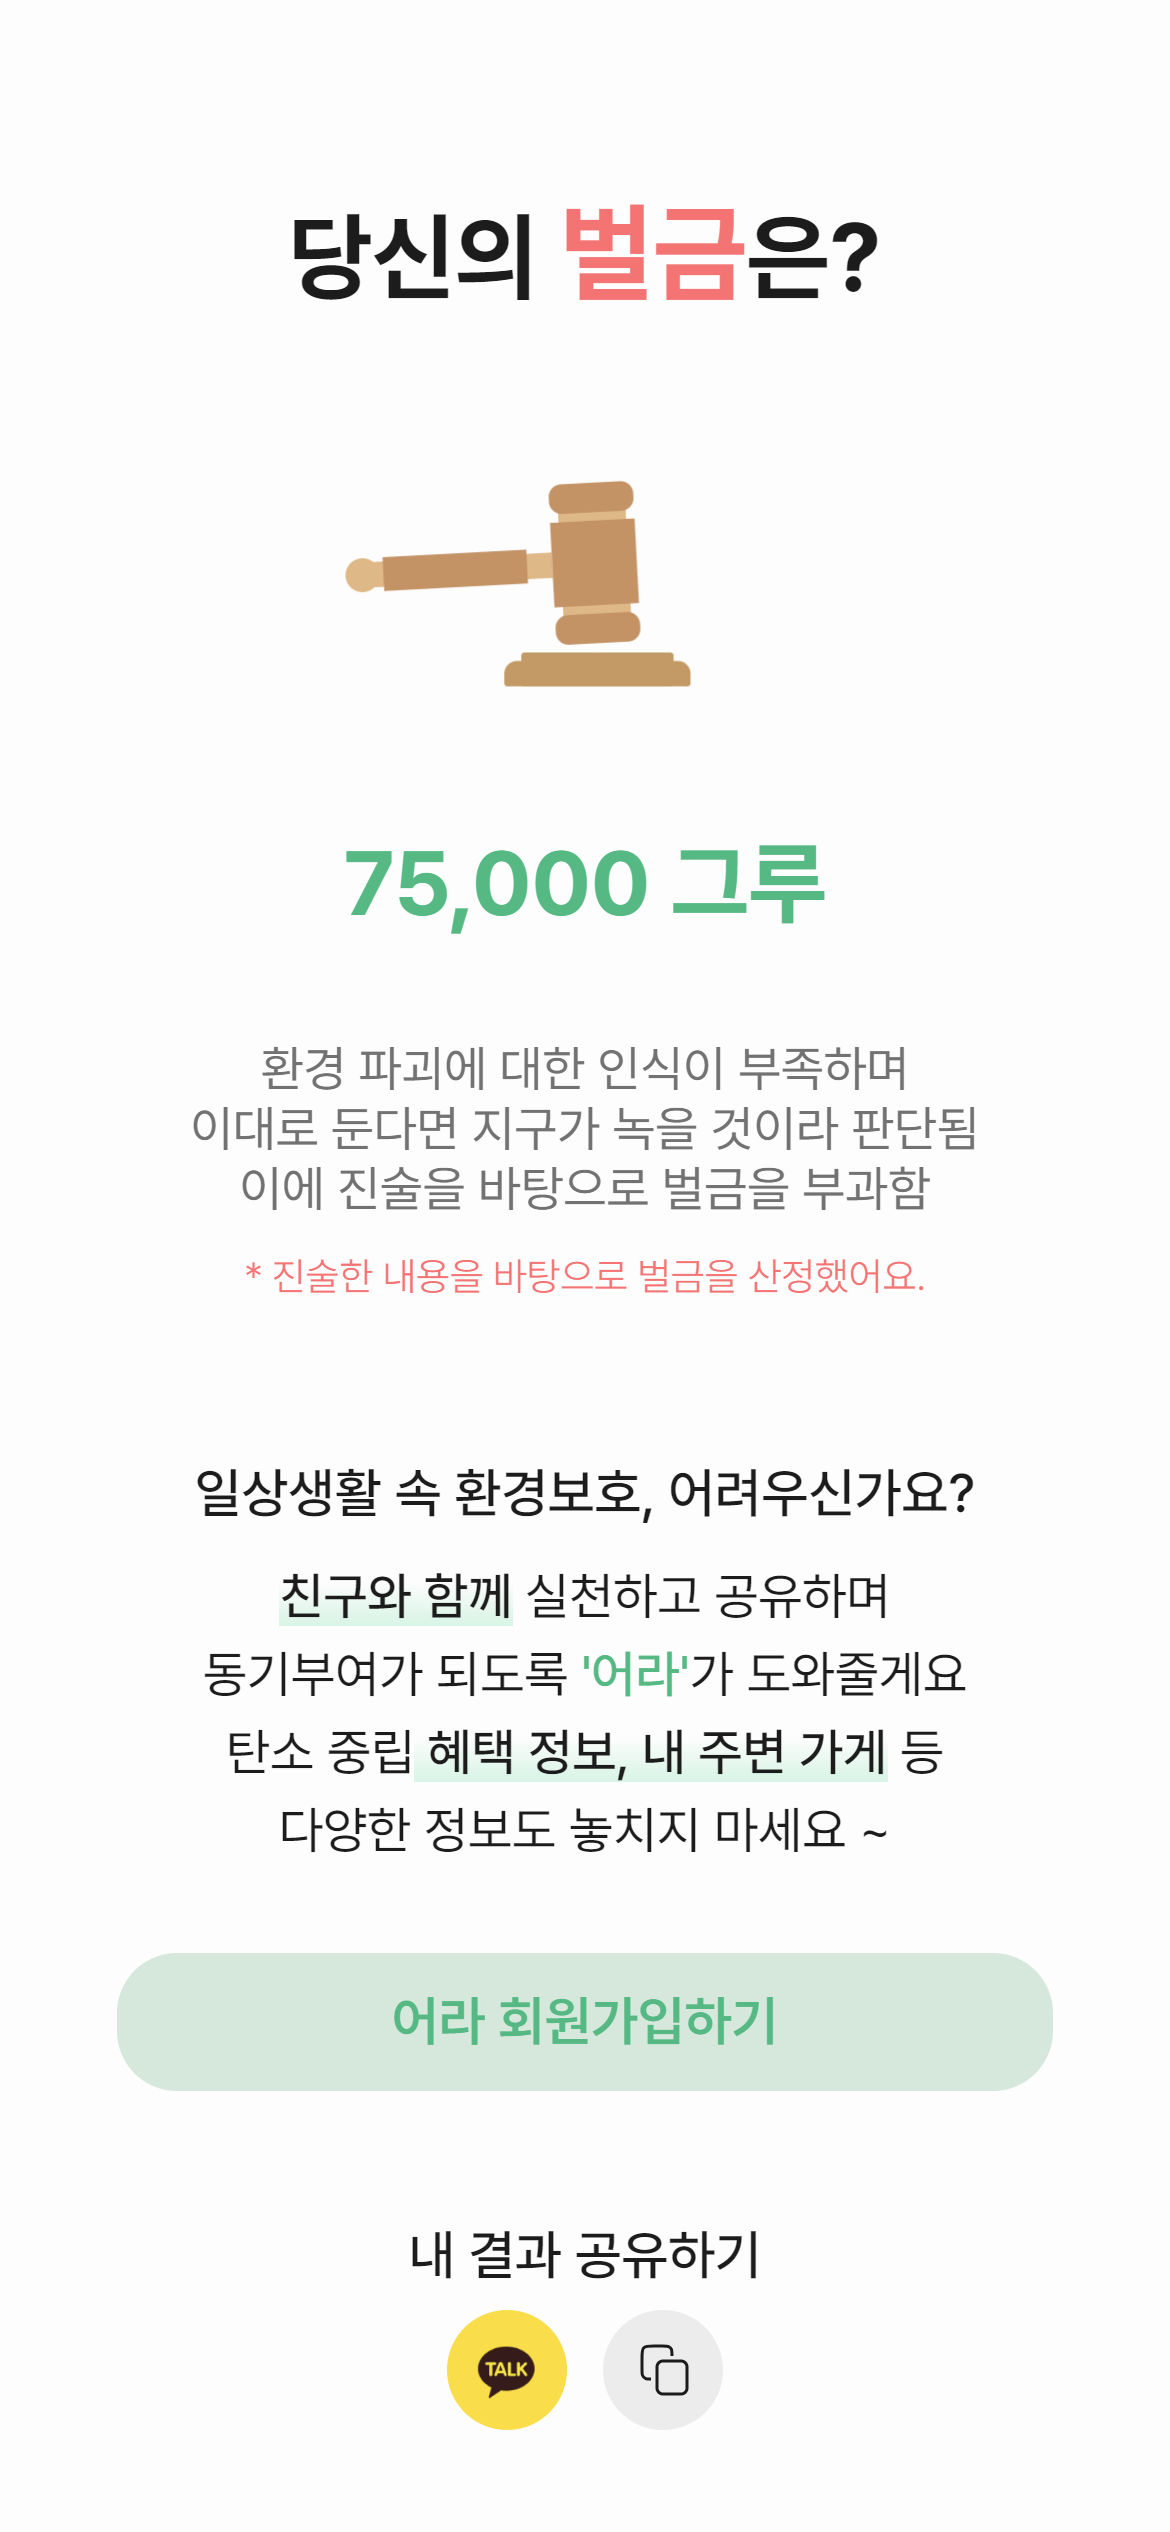 당신의 벌금은?
75,000 그루
환경 파괴에 대한 인식이 부족하며
이대로 둔다면 지구가 녹을 것이라 판단됨
이에 진술을 바탕으로 벌금을 부과함
* 진술한 내용을 바탕으로 벌금을 산정했어요.
일상생활 속 환경보호, 어려우신가요?
친구와 함께 실천하고 공유하며
동기부여가 되도록 '어라'가 도와줄게요
탄소 중립 혜택 정보, 내 주변 가게 등
다양한 정보도 놓치지 마세요 ~
어라 회원가입하기
내 결과 공유하기
TALK